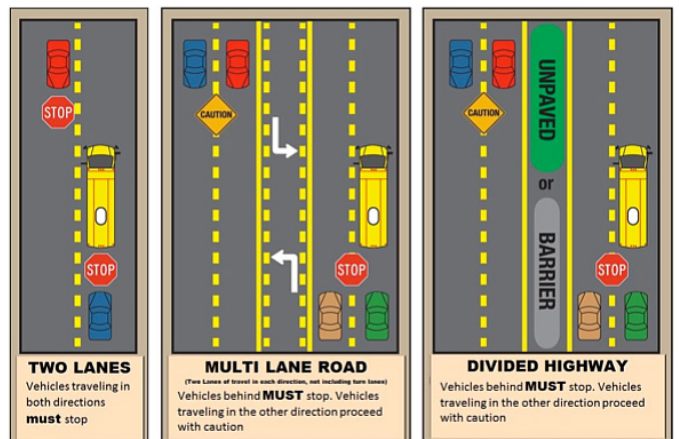 STOP
STOP
TWO LANES
Vehicles traveling in
both directions
must stop
CAUTION
STOP
MULTI LANE ROAD
(Two Lanes of travel in each direction, not including turn lanes)
Vehicles behind MUST stop. Vehicles
traveling in the other direction proceed
with caution
CAUTION
UNPAVED
or
BARRIER
STOP
DIVIDED HIGHWAY
Vehicles behind MUST stop. Vehicles
traveling in the other direction proceed
with caution